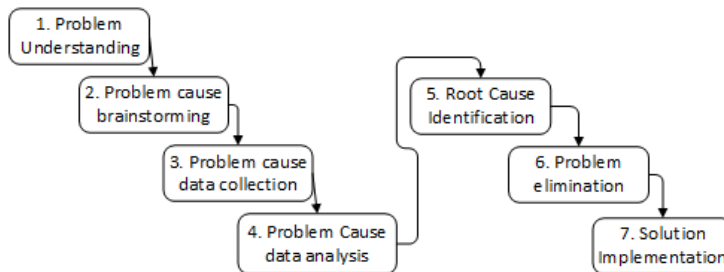 1. Problem
Understanding
2. Problem cause
brainstorming
3. Problem cause
data collection
4. Problem Cause
data analysis
5. Root Cause
Identification
6. Problem
elimination
7. Solution
Implementation